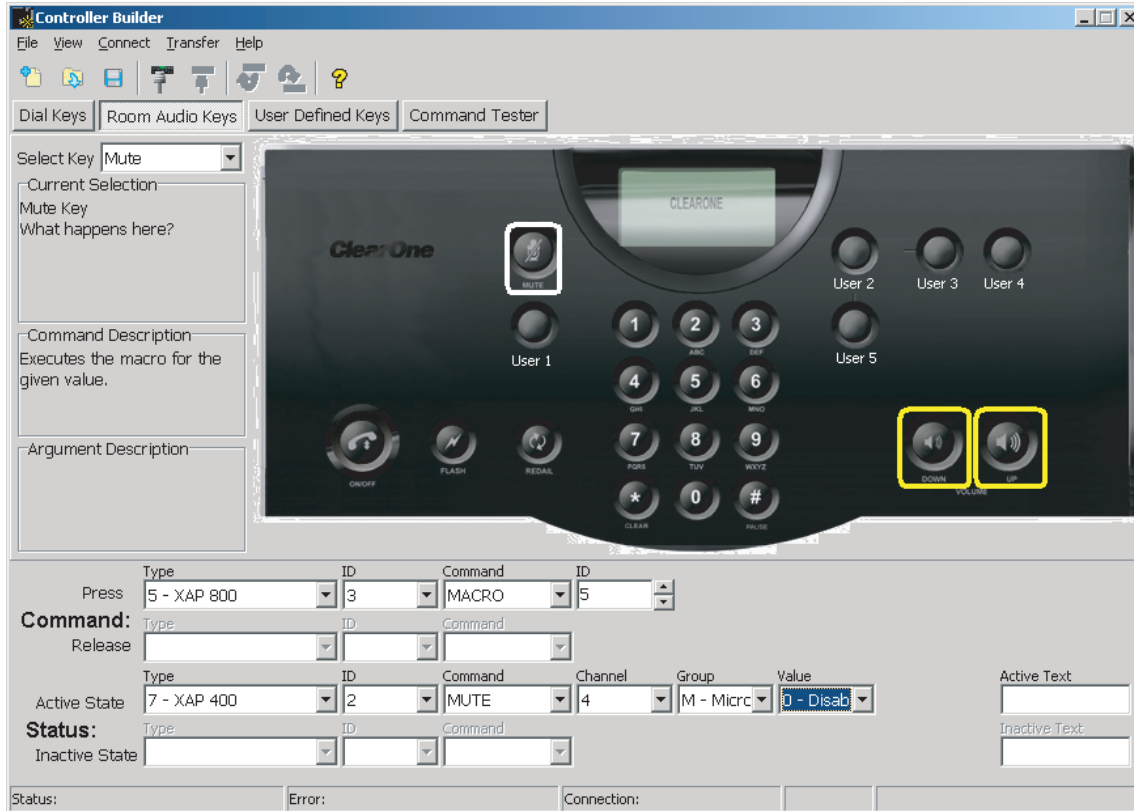 Controller Builder
File View Connect Transfer Help
Dial Keys Room Audio Keys User Defined Keys Command Tester
Select Key Mute
Current Selection
Mute Key
What happens here?
Command Description
Executes the macro for the
given value.
Argument Description
CLEARONE
ClearOne
MUTE
User 1
User 2 User 3 User 4
User 5
1 2 3
ABC DEF
4 5 6
GHI JKL MNO
7 8 9
PQRS TUV WXYZ
* 0 #
CLEAR PAUSE
ON/OFF FLASH REDAIL
DOWN UP
VOLUME
Type ID Command ID
Press 5 - XAP 800 3 MACRO 5
Command:
Type ID Command
Release
Type ID Command Channel Group Value Active Text
Active State 7 - XAP 400 2 MUTE 4 M - Micrc 0 - Disab
Status:
Type ID Command Inactive Text
Inactive State
Status: Error: Connection: